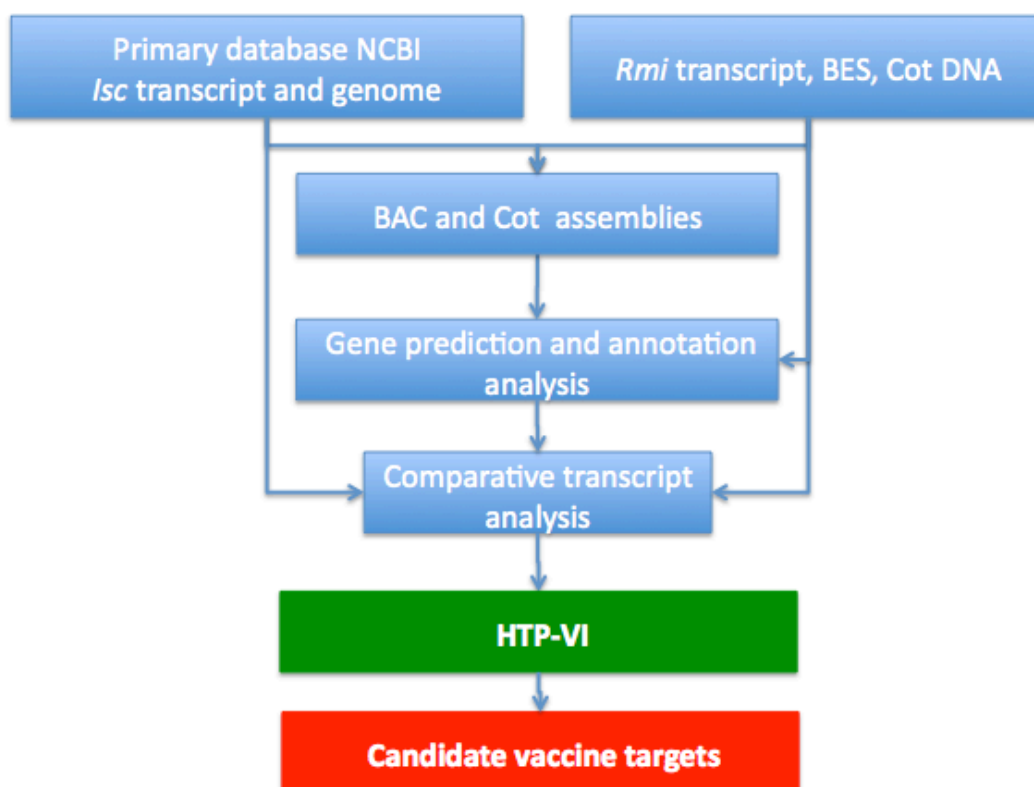 Primary database NCBI
Isc transcript and genome
Rmi transcript, BES, Cot DNA
BAC and Cot assemblies
Gene prediction and annotation
analysis
Comparative transcript
analysis
HTP-VI
Candidate vaccine targets